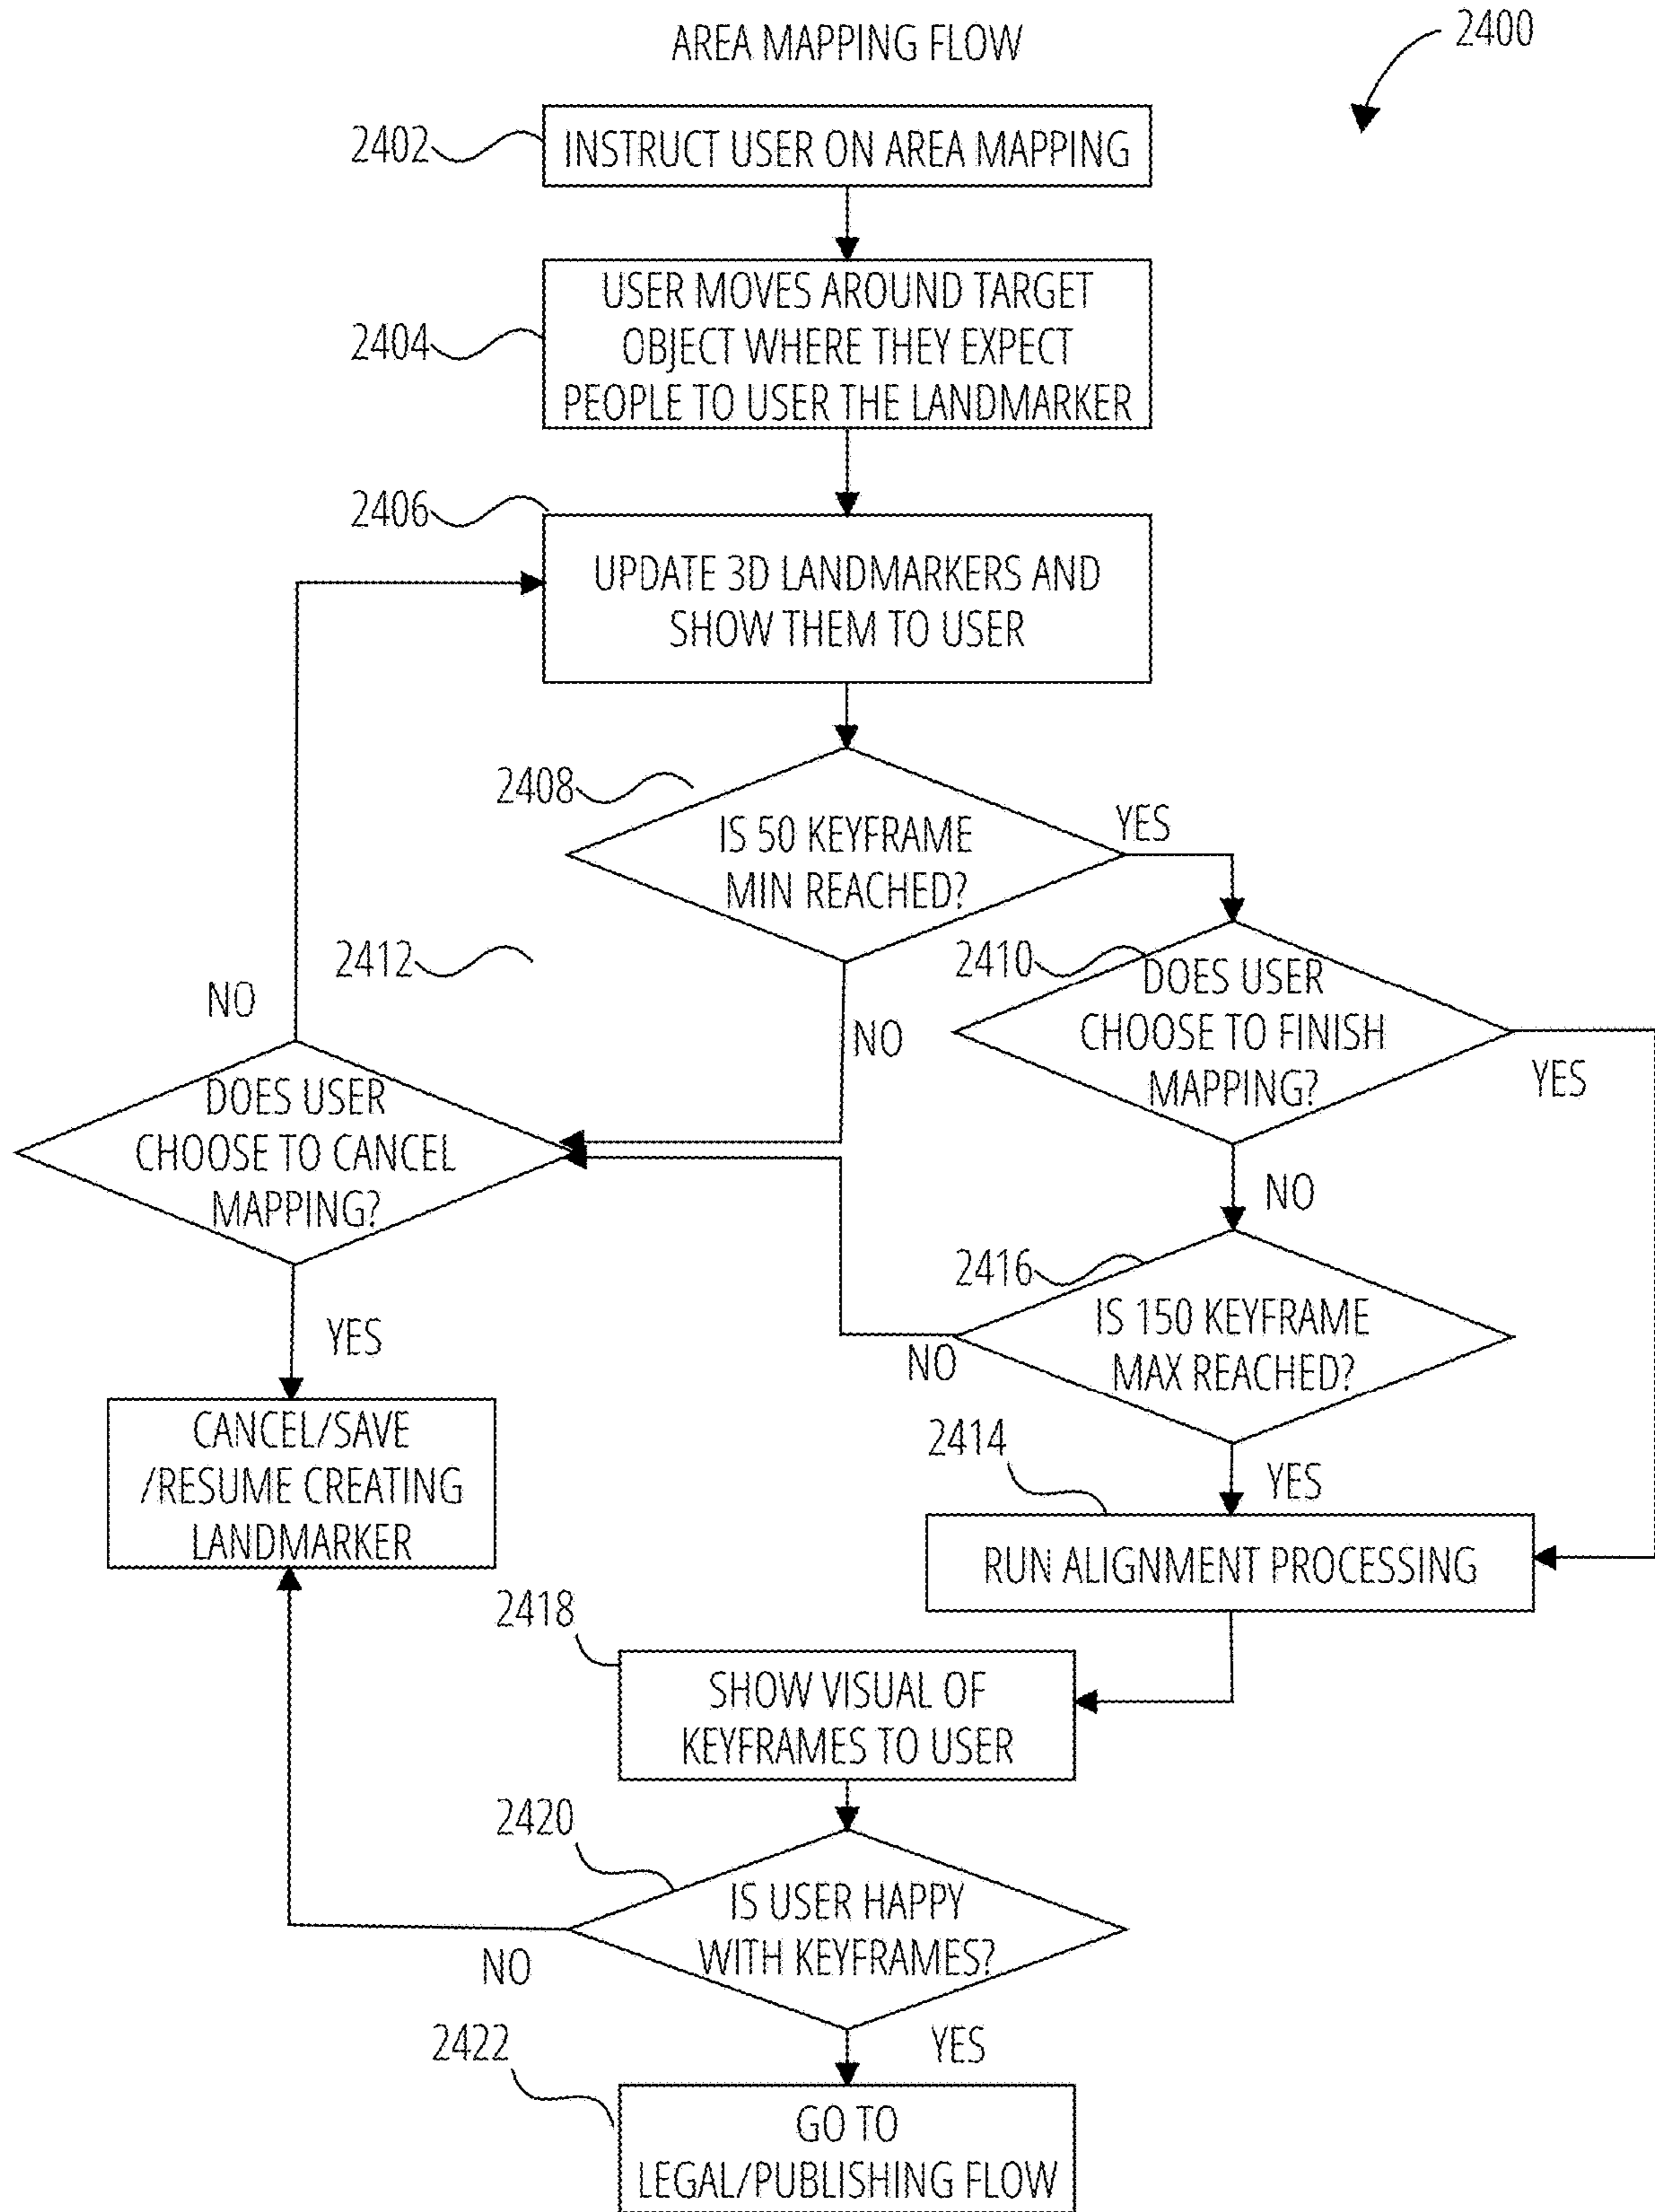 AREA MAPPING FLOW
2400
2402
INSTRUCT USER ON AREA MAPPING
2404
USER MOVES AROUND TARGET
OBJECT WHERE THEY EXPECT
PEOPLE TO USER THE LANDMARKER
2406
UPDATE 3D LANDMARKERS AND
SHOW THEM TO USER
2408
IS 50 KEYFRAME
MIN REACHED?
YES
NO
2410
DOES USER
CHOOSE TO FINISH
MAPPING?
YES
NO
2412
NO
DOES USER
CHOOSE TO CANCEL
MAPPING?
YES
2416
IS 150 KEYFRAME
MAX REACHED?
NO
YES
CANCEL/SAVE
/RESUME CREATING
LANDMARKER
2414
RUN ALIGNMENT PROCESSING
2418
SHOW VISUAL OF
KEYFRAMES TO USER
2420
IS USER HAPPY
WITH KEYFRAMES?
NO
YES
2422
GO TO
LEGAL/PUBLISHING FLOW